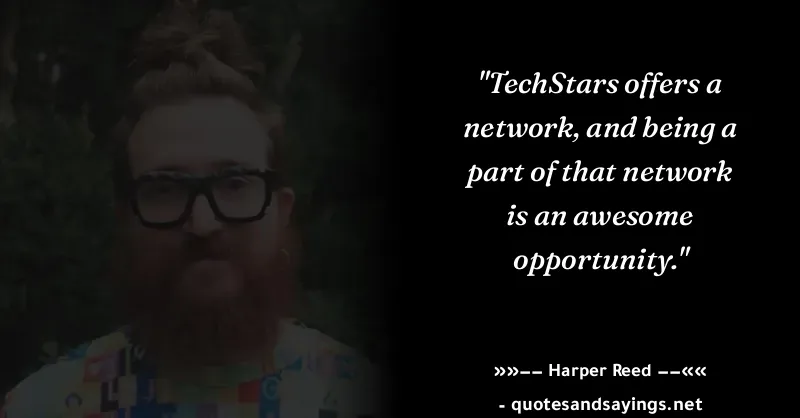 "TechStars offers a
network, and being a
part of that network
is an awesome
opportunity."
»»−− Harper Reed −−««
- quotesandsayings.net